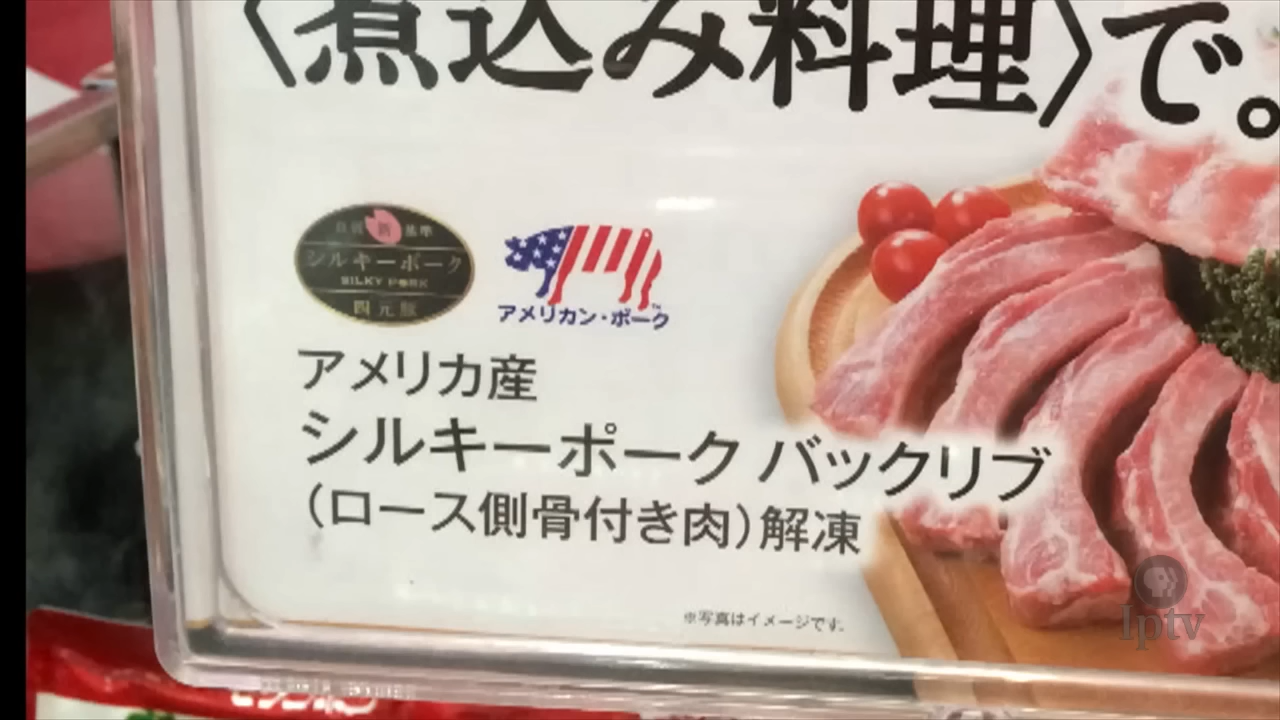 〈煮込み料理〉で。
シルキーポーク
SILKY PORK
四元豚
アメリカン・ポーク
アメリカ産
シルキーポーク バックリブ
(ロース側骨付き肉)解凍
※写真はイメージです。
Iptv